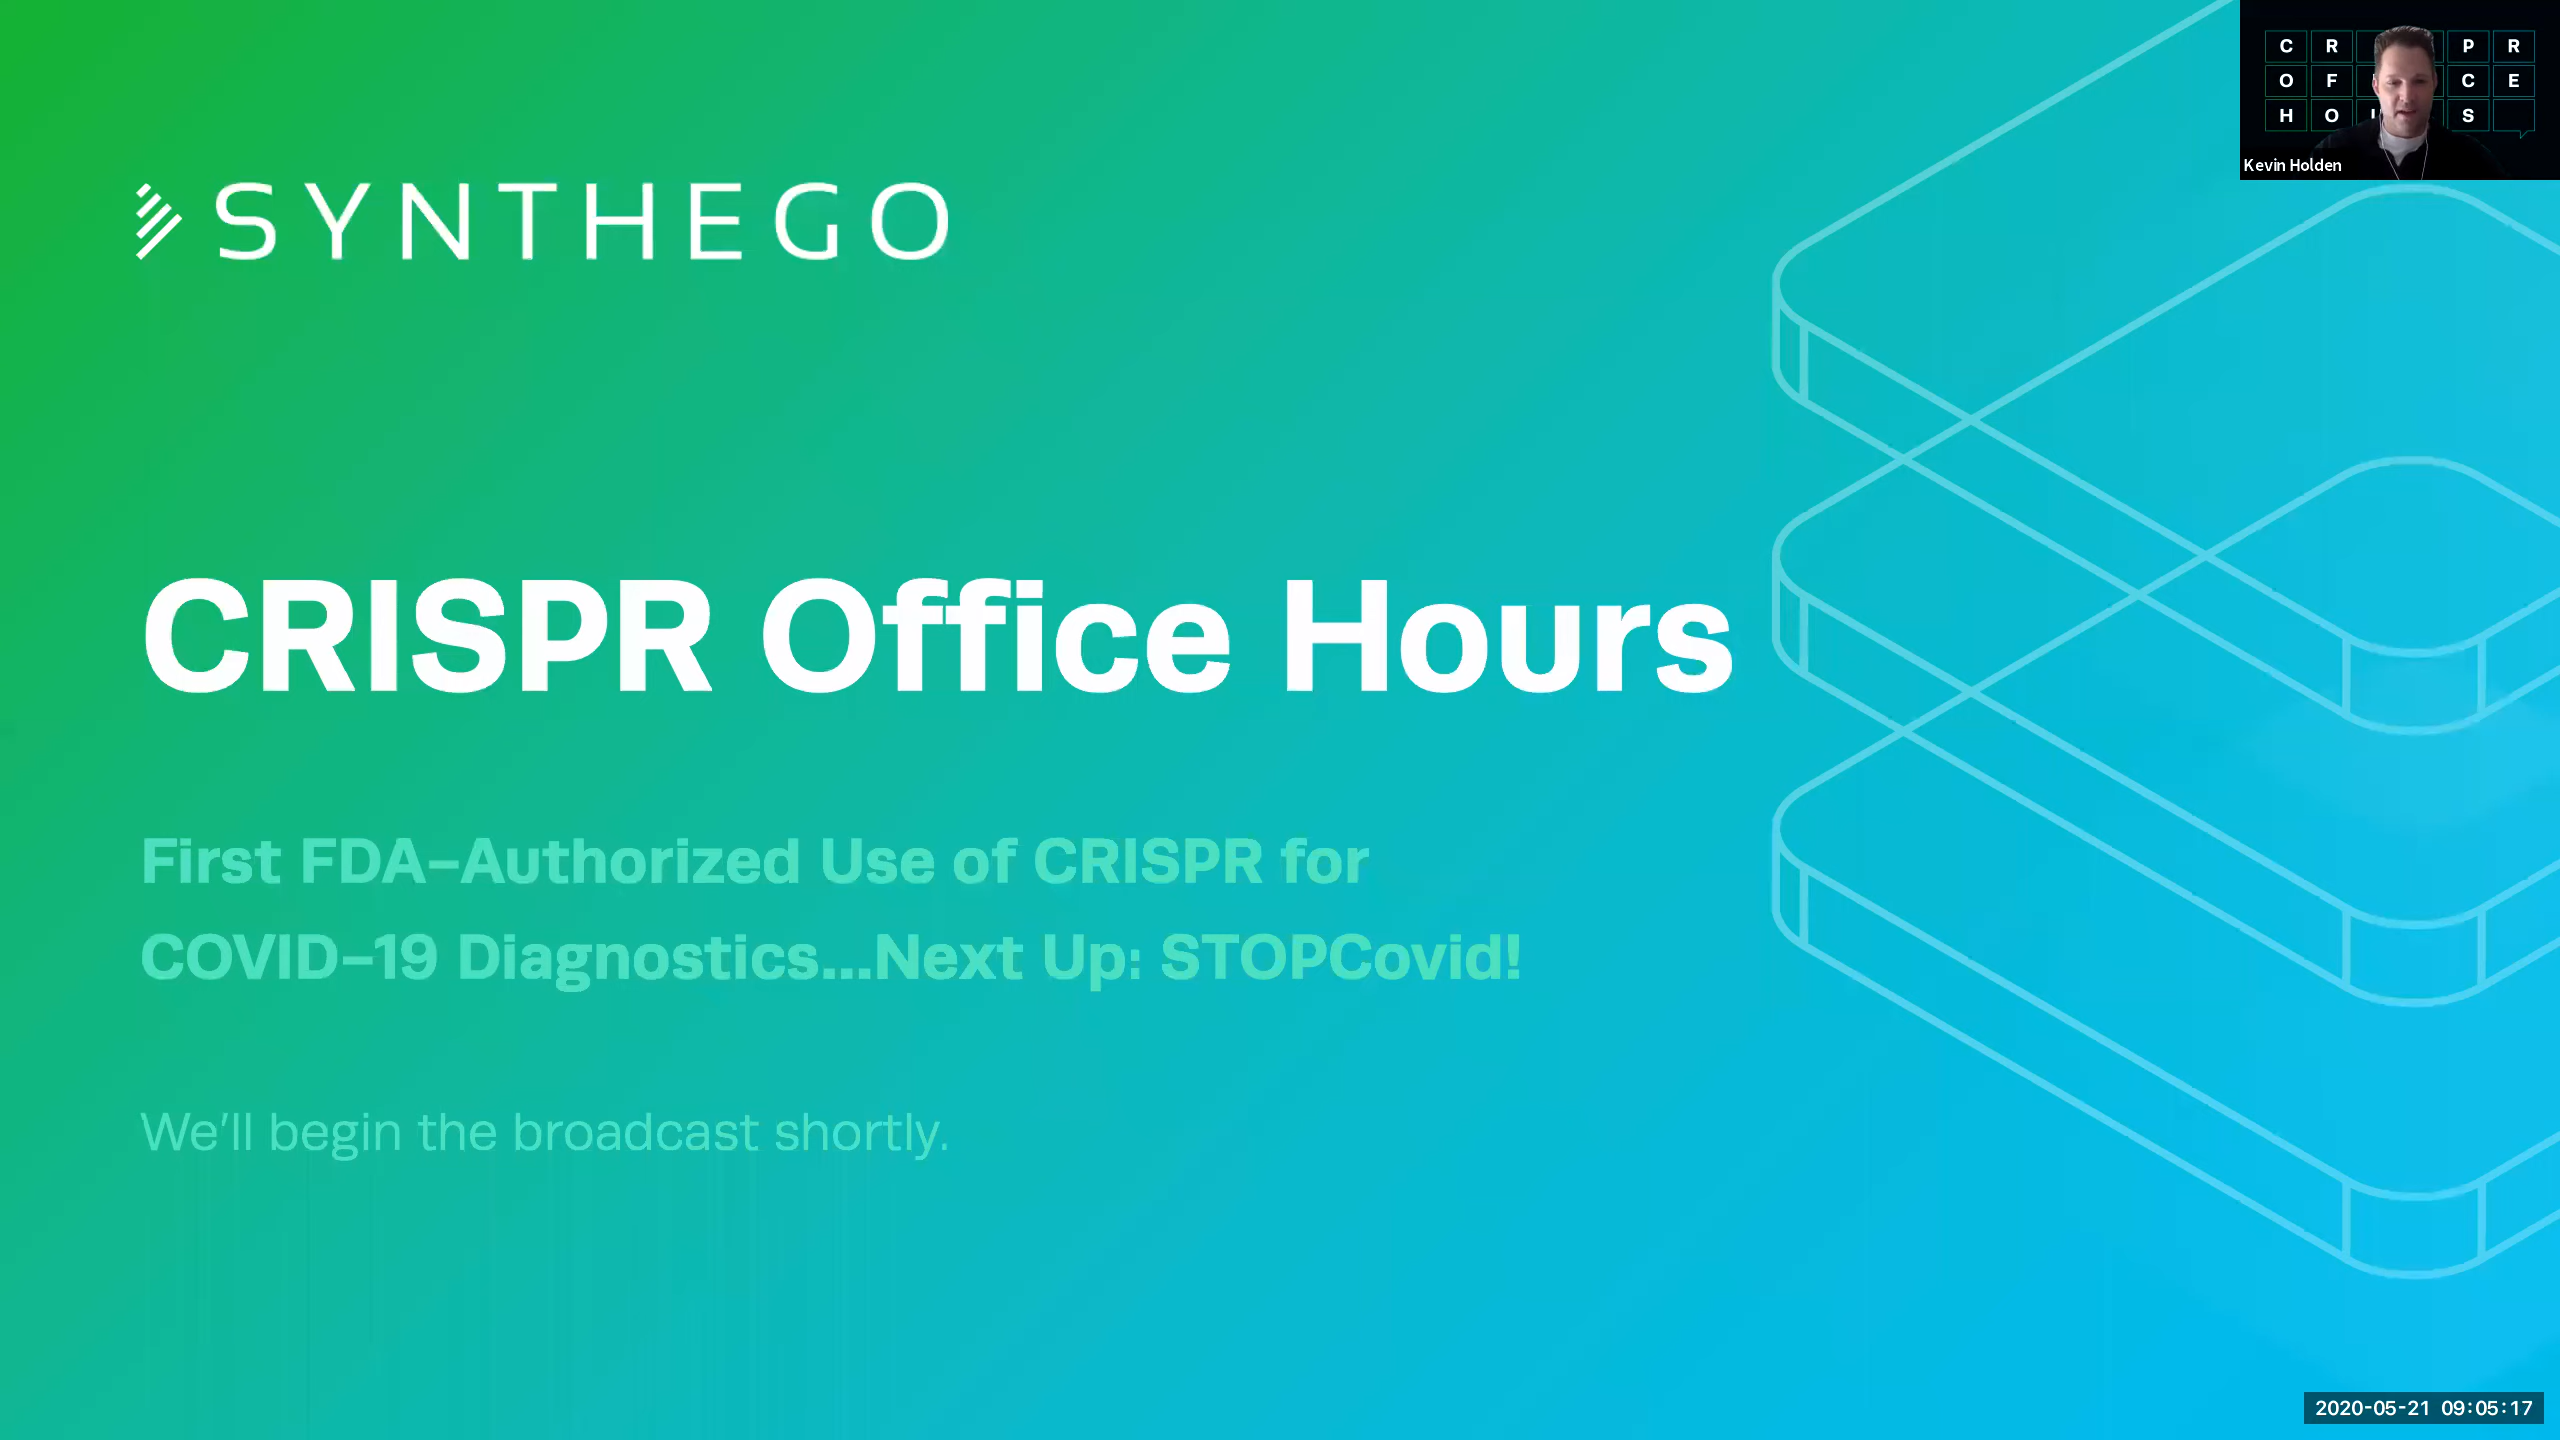 SYNTHEGO
CRISPR Office Hours
First FDA–Authorized Use of CRISPR for
COVID–19 Diagnostics...Next Up: STOPCovid!
We’ll begin the broadcast shortly.
C R P R
O F C E
H O S
Kevin Holden
2020-05-21 09:05:17